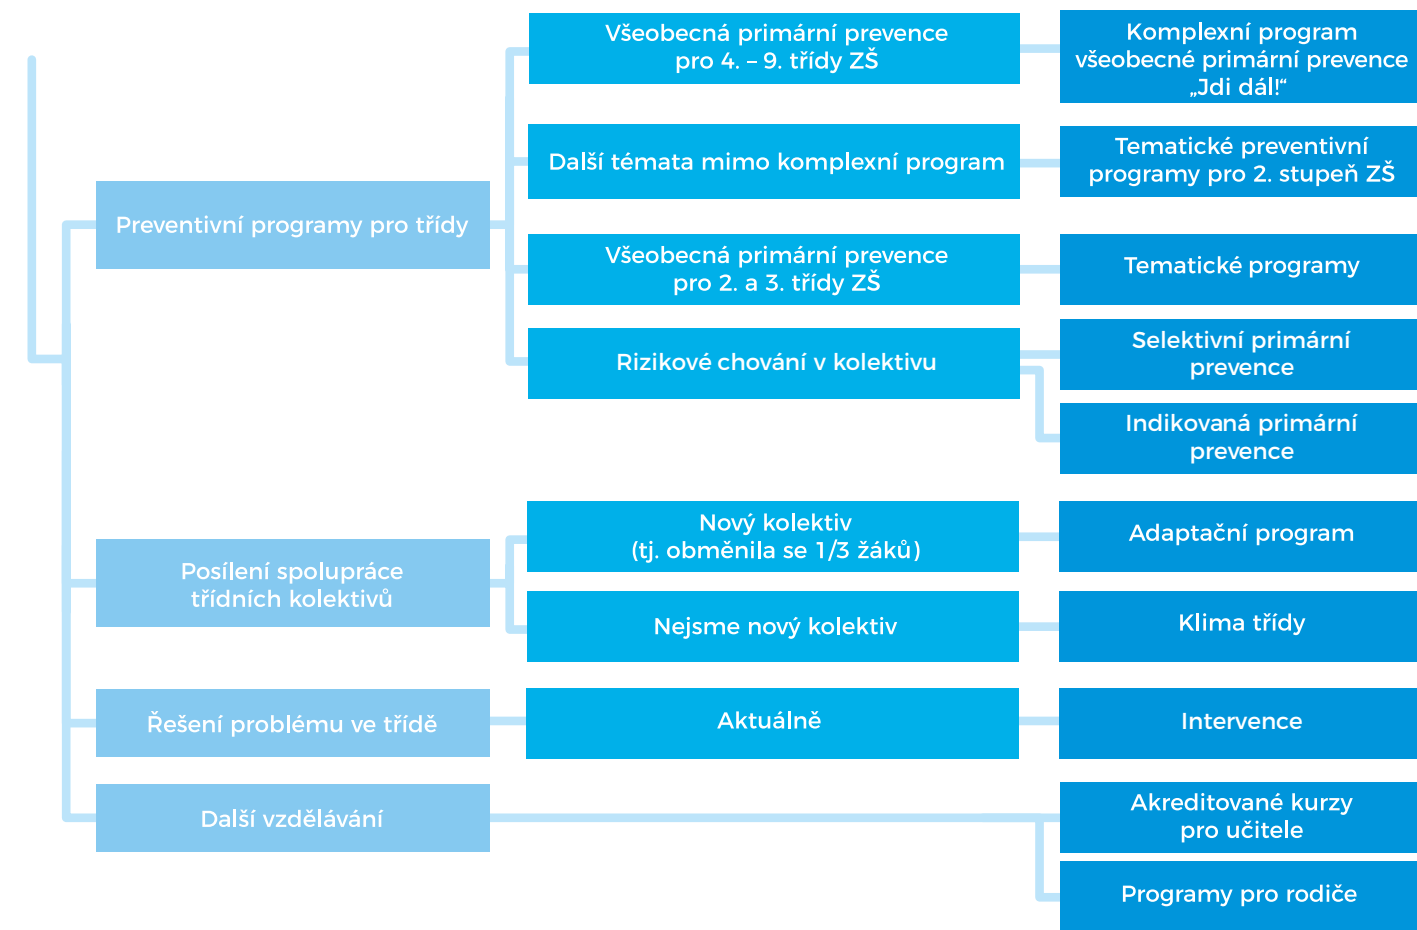 Preventivní programy pro třídy
Všeobecná primární prevence
pro 4. – 9. třídy ZŠ
Komplexní program
všeobecné primární prevence
„Jdi dál!“
Další témata mimo komplexní program
Tematické preventivní
programy pro 2. stupeň ZŠ
Všeobecná primární prevence
pro 2. a 3. třídy ZŠ
Tematické programy
Rizikové chování v kolektivu
Selektivní primární
prevence
Indikovaná primární
prevence
Posílení spolupráce
třídních kolektivů
Nový kolektiv
(tj. obměnila se 1/3 žáků)
Adaptační program
Nejsme nový kolektiv
Klima třídy
Řešení problému ve třídě
Aktuálně
Intervence
Další vzdělávání
Akreditované kurzy
pro učitele
Programy pro rodiče